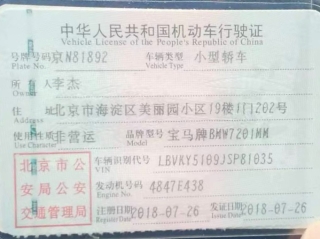 中华人民共和国机动车行驶证
Vehicle License of the People's Republic of China
号牌号码 京N81892 车辆类型 小型轿车
Plate No. Vehicle Type
所有人 李杰
Owner
住址 北京市海淀区美丽园小区19楼1门202号
Address
使用性质 非营运 品牌型号 宝马牌BMW7201MM
Use Character
北京市公 车辆识别代号 LBVKY5109JSP81035
VIN
安局公安 发动机号码 4847E438
Engine No.
交通管理局 注册日期 2018-07-26 发证日期 2018-07-26
Register Date Issue Date